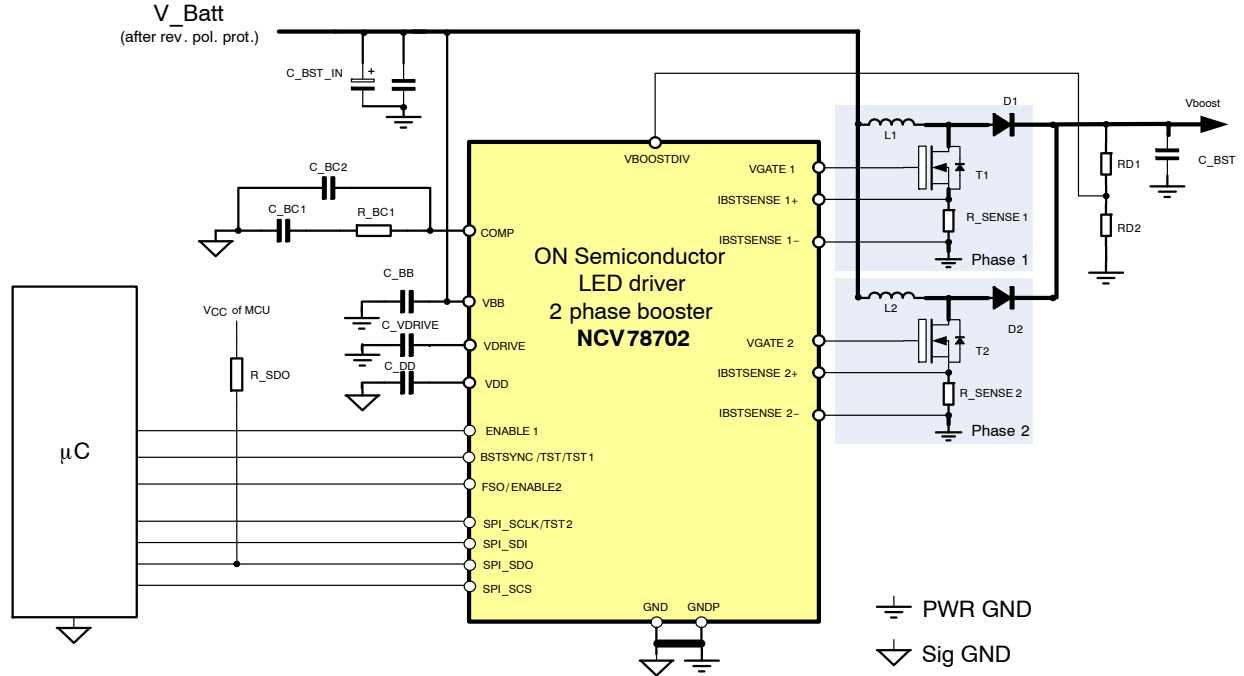 V_Batt
(after rev. pol. prot.)
C_BST_IN
+
D1
Vboost
L1
VBOOSTDIV
VGATE 1
T1
RD1
C_BST
C_BC2
IBSTSENSE 1+
C_BC1
R_BC1
R_SENSE 1
COMP
IBSTSENSE 1−
RD2
ON Semiconductor
LED driver
2 phase booster
NCV78702
Phase 1
C_BB
VBB
L2
D2
VCC of MCU
C_VDRIVE
VDRIVE
VGATE 2
T2
C_DD
VDD
R_SDO
IBSTSENSE 2+
R_SENSE 2
IBSTSENSE 2−
Phase 2
ENABLE 1
μC
BSTSYNC /TST/TST1
FSO/ENABLE2
SPI_SCLK/TST2
SPI_SDI
SPI_SDO
SPI_SCS
GND
GNDP
PWR GND
Sig GND